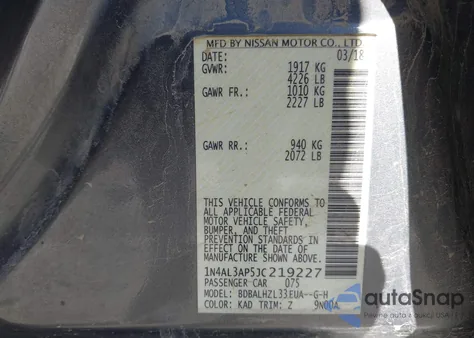 MFD BY NISSAN MOTOR CO., LTD.
DATE: 03/18
GVWR: 1917 KG
4226 LB
GAWR FR.: 1010 KG
2227 LB
GAWR RR.: 940 KG
2072 LB
THIS VEHICLE CONFORMS TO
ALL APPLICABLE FEDERAL
MOTOR VEHICLE SAFETY,
BUMPER, AND THEFT
PREVENTION STANDARDS
IN EFFECT ON THE DATE OF
MANUFACTURE SHOWN ABOVE.
1N4AL3AP5JC219227
PASSENGER CAR 075
MODEL: BDBALHZL33EUA--G-H
COLOR: KAD TRIM: Z
autoSnap